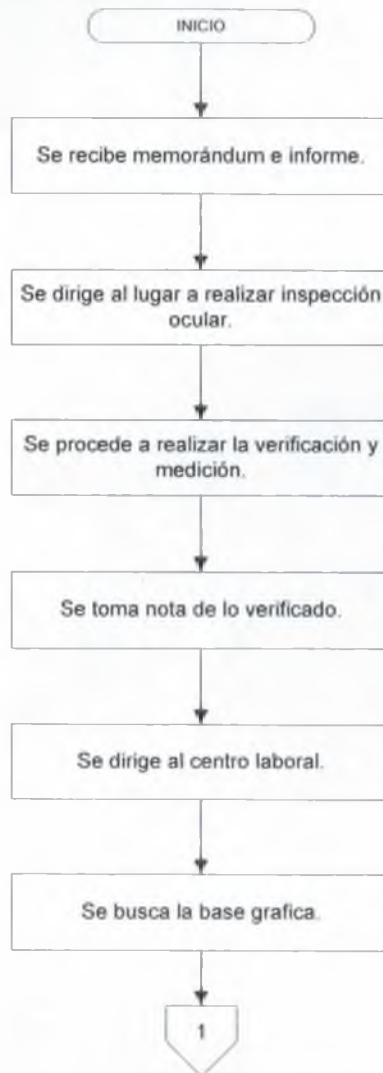 INICIO
Se recibe memorándum e informe.
Se dirige al lugar a realizar inspección
ocular.
Se procede a realizar la verificación y
medición.
Se toma nota de lo verificado.
Se dirige al centro laboral.
Se busca la base grafica.
1